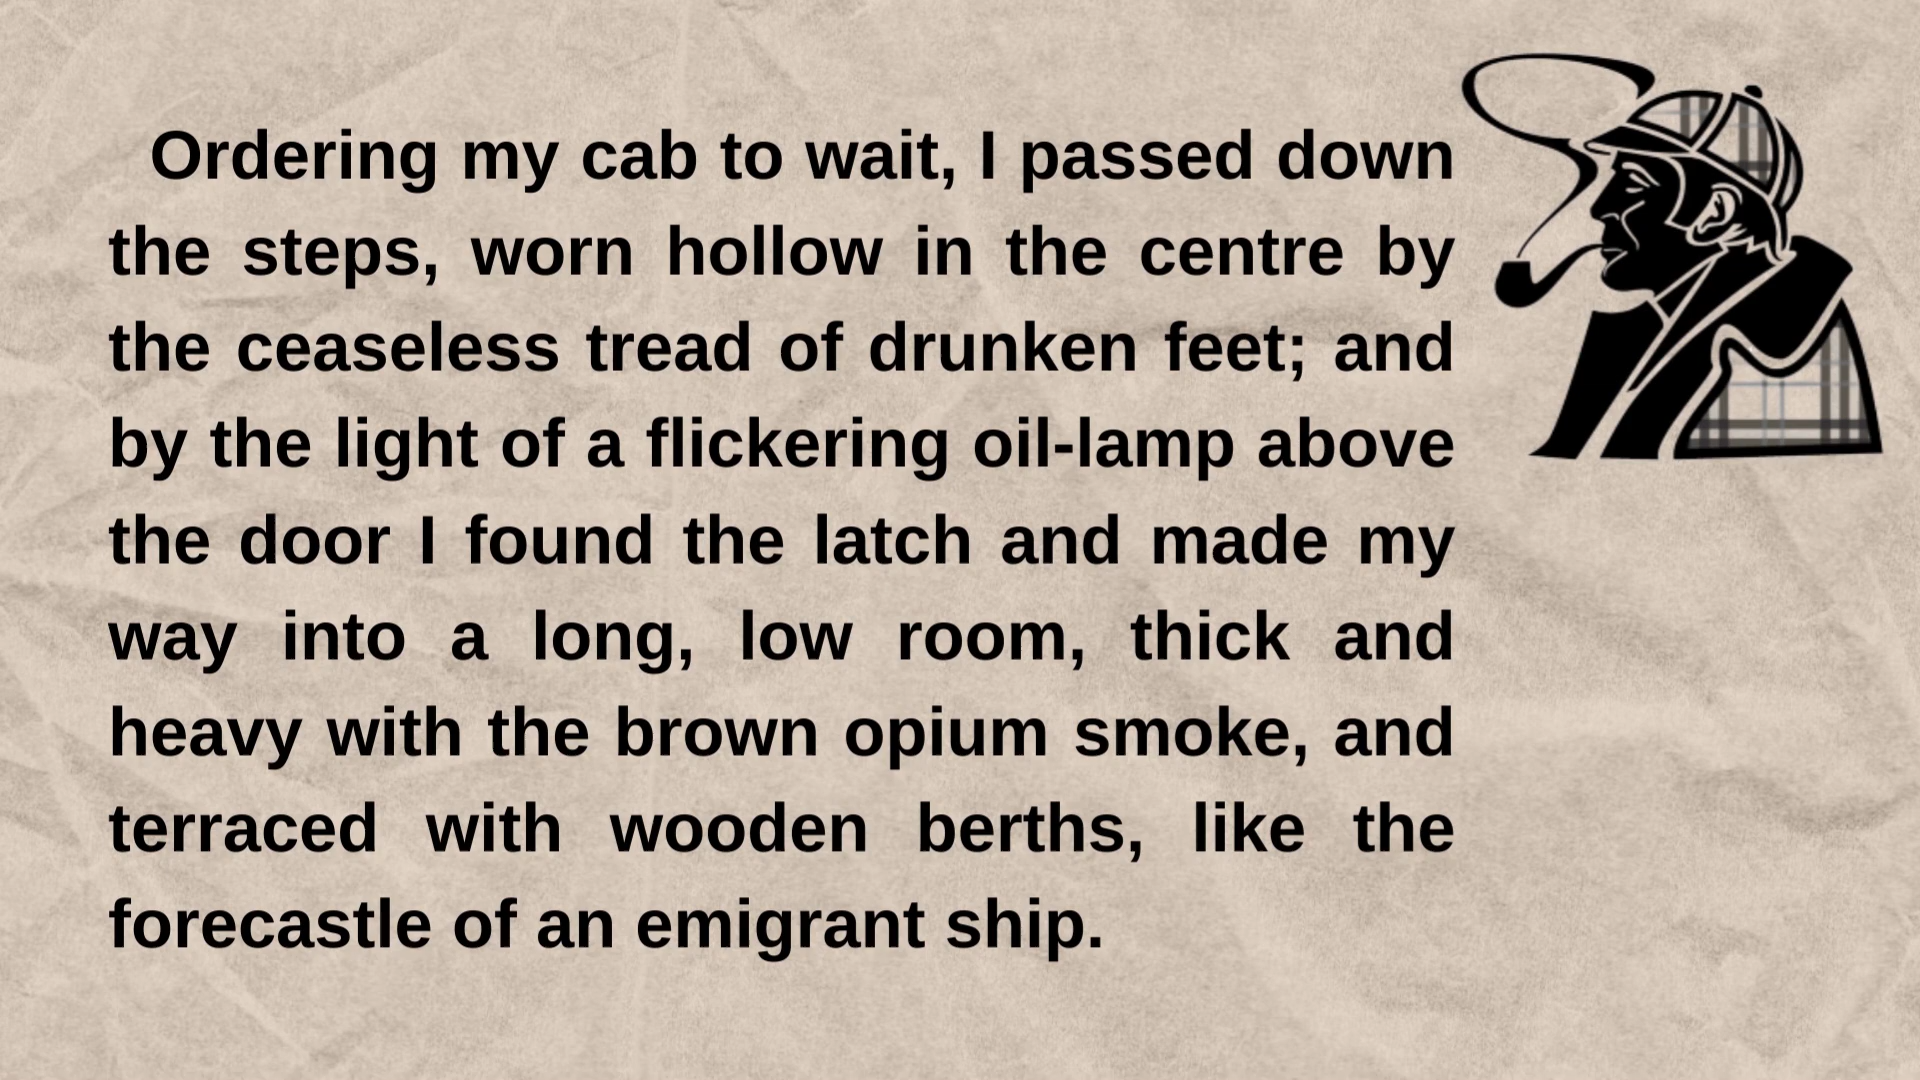 Ordering my cab to wait, I passed down
the steps, worn hollow in the centre by
the ceaseless tread of drunken feet; and
by the light of a flickering oil-lamp above
the door I found the latch and made my
way into a long, low room, thick and
heavy with the brown opium smoke, and
terraced with wooden berths, like the
forecastle of an emigrant ship.